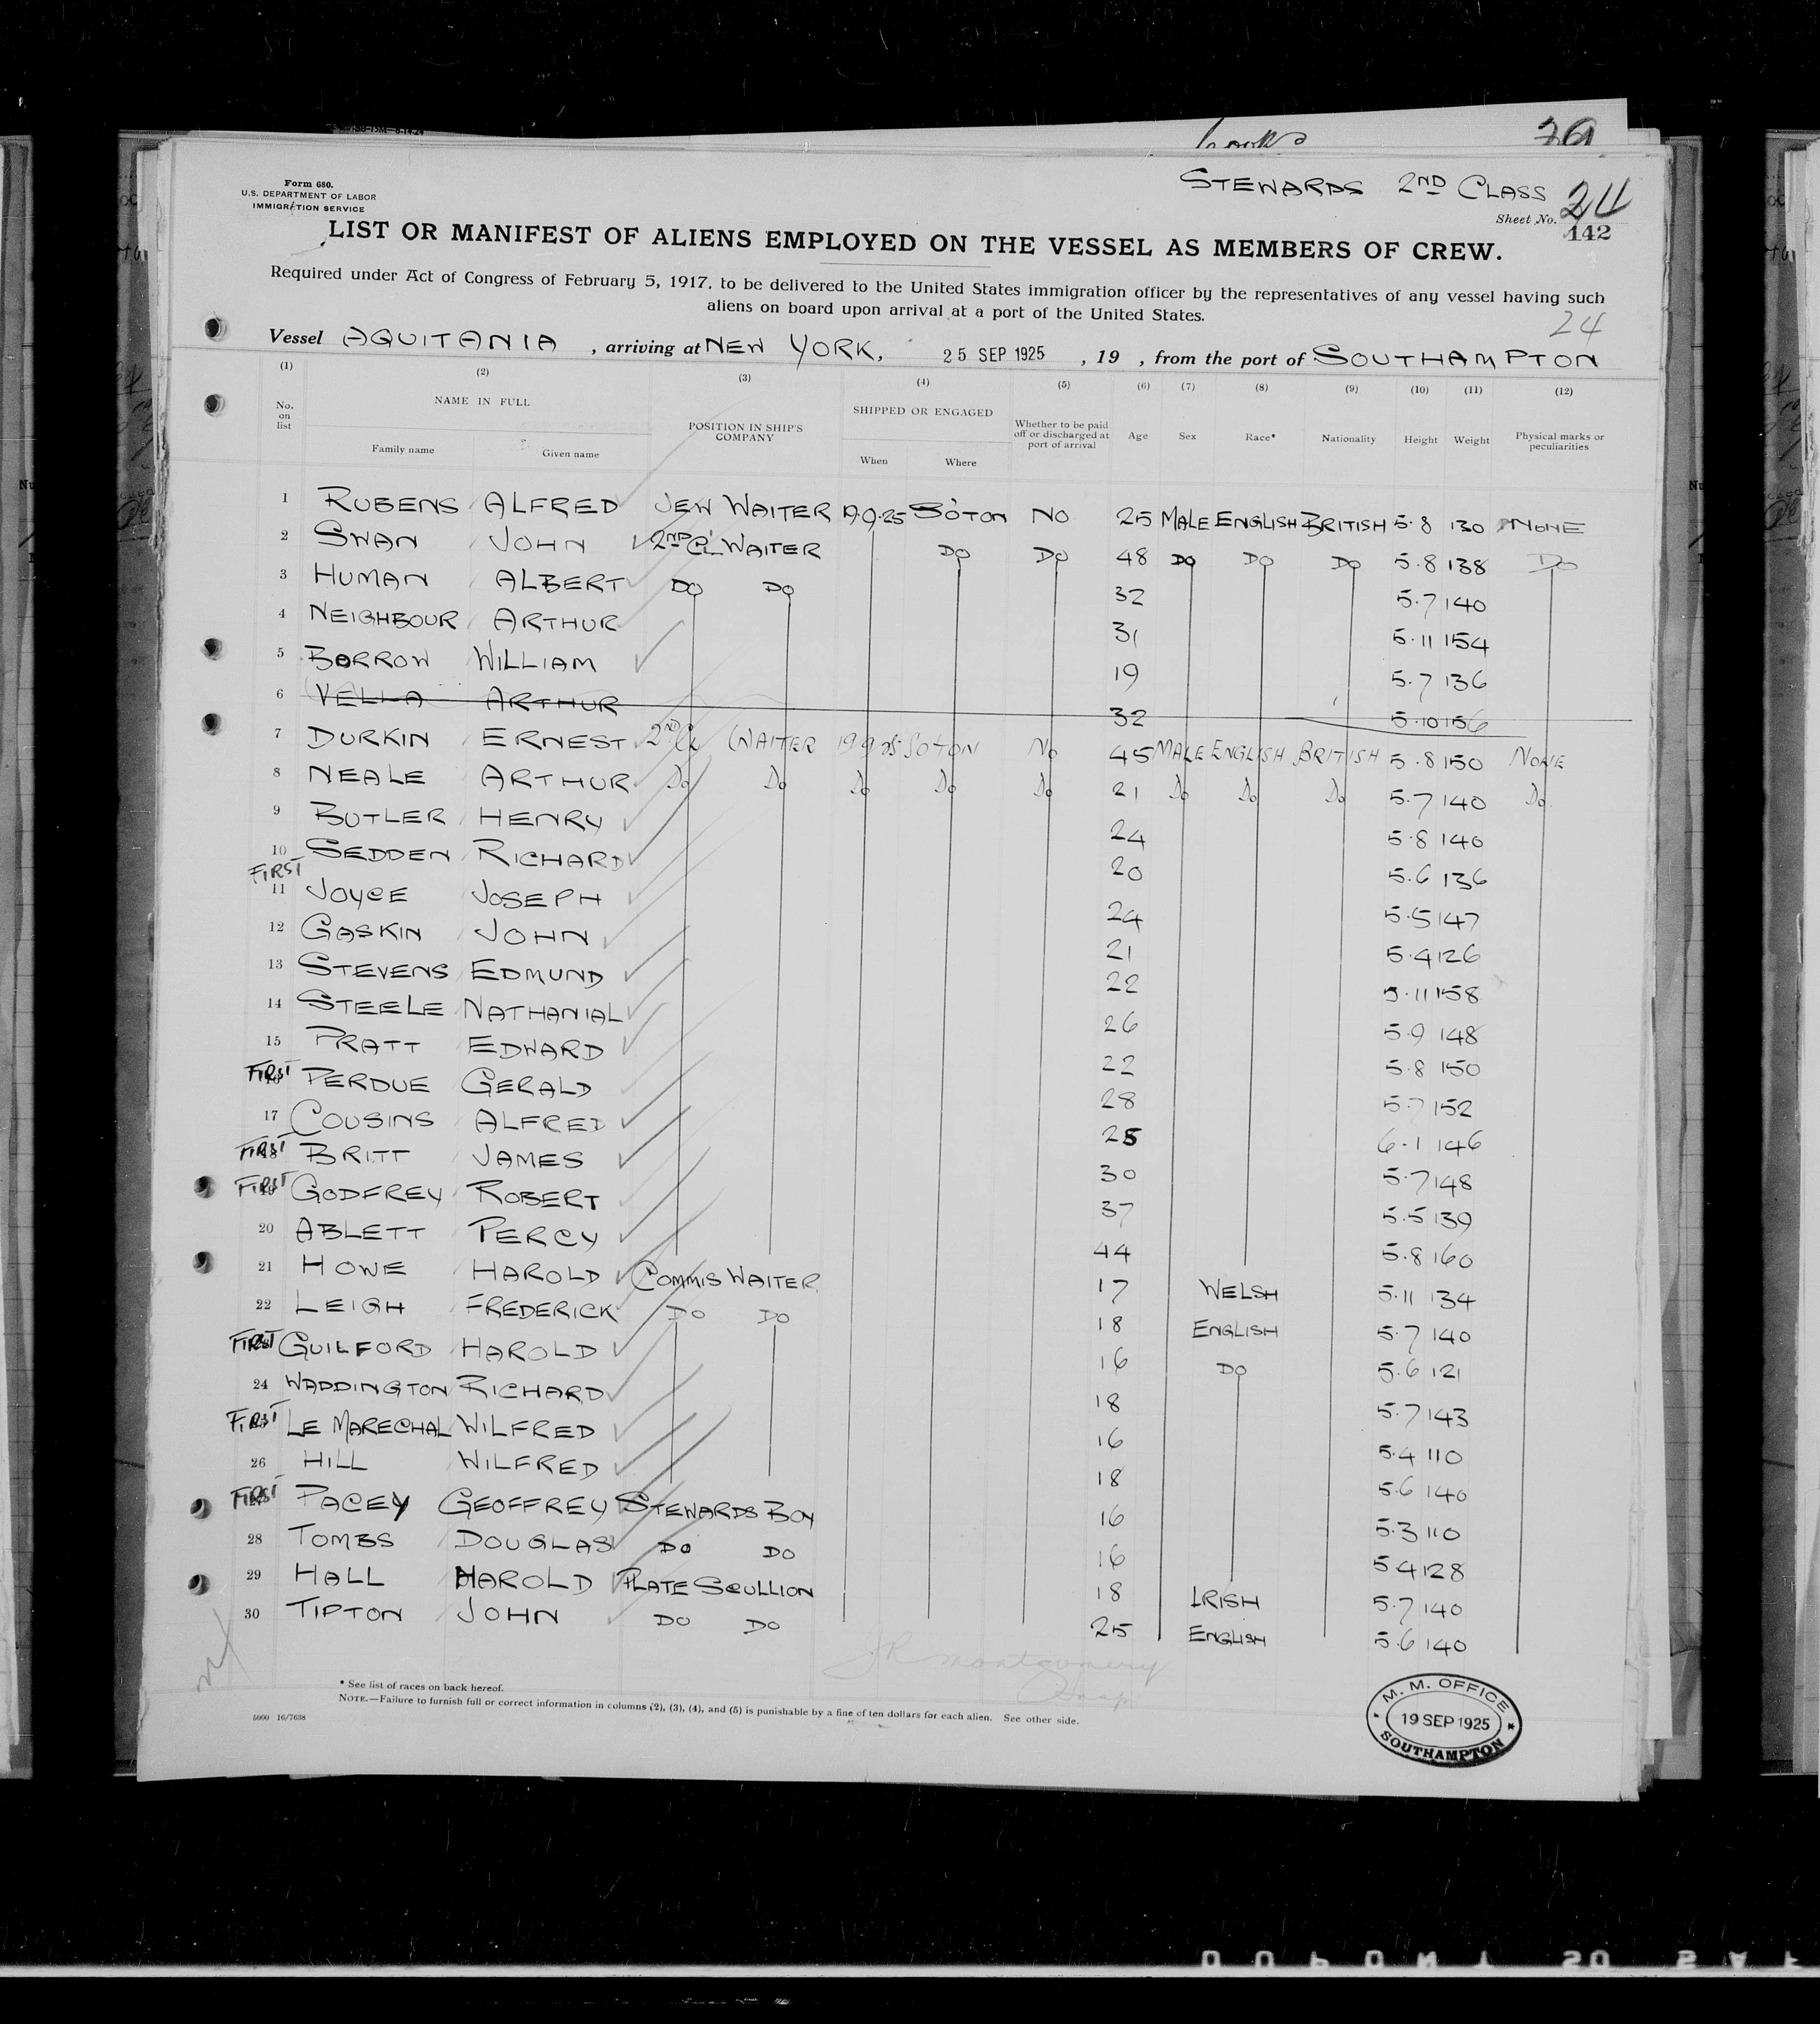 STEWARDS 2ND CLASS
Form 680.
U.S. DEPARTMENT OF LABOR
IMMIGRATION SERVICE
Sheet No. 24
142
LIST OR MANIFEST OF ALIENS EMPLOYED ON THE VESSEL AS MEMBERS OF CREW.
Required under Act of Congress of February 5, 1917, to be delivered to the United States immigration officer by the representatives of any vessel having such
aliens on board upon arrival at a port of the United States.
24
Vessel AQUITANIA , arriving at NEW YORK, 25 SEP 1925 , 19 , from the port of SOUTHAMPTON
(1) (2) (3) (4) (5) (6) (7) (8) (9) (10) (11) (12)
No. on list NAME IN FULL Family name Given name POSITION IN SHIP'S COMPANY SHIPPED OR ENGAGED When Where Whether to be paid off or discharged at port of arrival Age Sex Race* Nationality Height Weight Physical marks or peculiarities
1 RUBENS ALFRED JEW WAITER 19.9.25 SO'TON NO 25 MALE ENGLISH BRITISH 5.8 130 NONE
2 SWAN JOHN 2ND CL WAITER DO DO 48 DO DO DO 5.8 138 DO
3 HUMAN ALBERT DO DO 32 5.7 140
4 NEIGHBOUR ARTHUR 31 5.11 154
5 BORROW WILLIAM 19 5.7 136
6 VELLA ARTHUR 32 5.10 156
7 DURKIN ERNEST 2ND CL WAITER 19 9 25 SO'TON NO 45 MALE ENGLISH BRITISH 5.8 150 NONE
8 NEALE ARTHUR DO DO DO DO DO 21 DO DO DO 5.7 140 DO
9 BUTLER HENRY 24 5.8 140
10 SEDDEN RICHARD 20 5.6 136
FIRST 11 JOYCE JOSEPH 24 5.5 147
12 GASKIN JOHN 21 5.4 126
13 STEVENS EDMUND 22 5.11 158
14 STEELE NATHANIAL 26 5.9 148
15 PRATT EDWARD 22 5.8 150
FIRST 16 PERDUE GERALD 28 5.7 152
17 COUSINS ALFRED 25 6.1 146
FIRST 18 BRITT JAMES 30 5.7 148
FIRST 19 GODFREY ROBERT 37 5.5 139
20 ABLETT PERCY 44 5.8 160
21 HOWE HAROLD COMMIS WAITER 17 WELSH 5.11 134
22 LEIGH FREDERICK DO DO 18 ENGLISH 5.7 140
FIRST GUILFORD HAROLD 16 DO 5.6 121
24 WADDINGTON RICHARD 18 5.7 143
FIRST LE MARECHAL WILFRED 16 5.4 110
26 HILL WILFRED 18 5.6 140
FIRST PACEY GEOFFREY STEWARDS BOY 16 5.3 110
28 TOMBS DOUGLAS DO DO 16 5.4 128
29 HALL HAROLD PLATE SCULLION 18 IRISH 5.7 140
30 TIPTON JOHN DO DO 25 ENGLISH 5.6 140
JR Montgomery
* See list of races on back hereof.
NOTE.—Failure to furnish full or correct information in columns (2), (3), (4), and (5) is punishable by a fine of ten dollars for each alien. See other side.
5000 16/7638
M. M. OFFICE
19 SEP 1925
SOUTHAMPTON